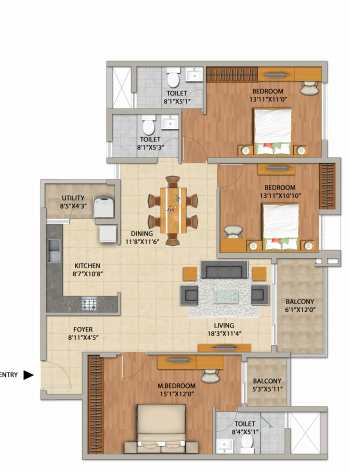 TOILET
8'1"X5'1"
BEDROOM
13'11"X11'0"
TOILET
8'1"X5'3"
BEDROOM
13'11"X10'10"
UTILITY
8'5"X4'3"
DINING
11'8"X11'6"
KITCHEN
8'7"X10'8"
BALCONY
6'1"X12'0"
FOYER
8'11"X4'5"
LIVING
18'3"X11'4"
ENTRY
M.BEDROOM
15'1"X12'0"
BALCONY
5'3"X5'11"
TOILET
8'4"X5'1"